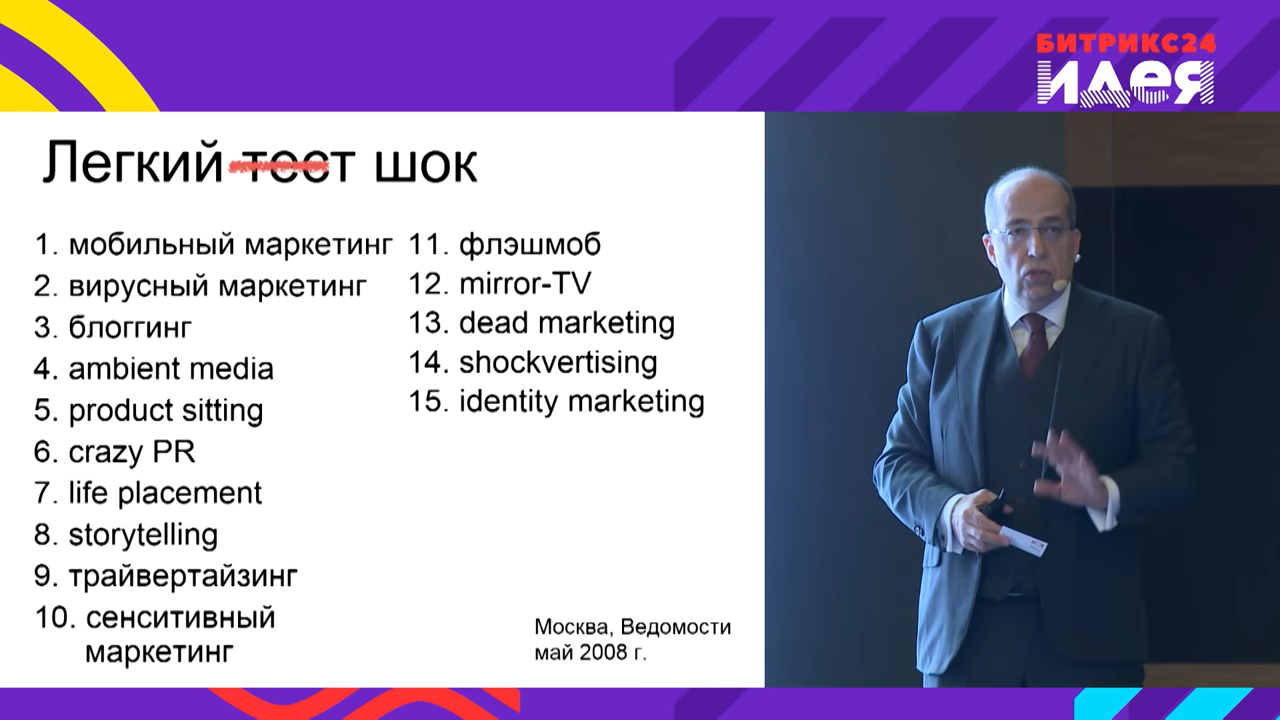 БИТРИКС24
идея
Легкий тест шок
1. мобильный маркетинг
2. вирусный маркетинг
3. блоггинг
4. ambient media
5. product sitting
6. crazy PR
7. life placement
8. storytelling
9. трайвертайзинг
10. сенситивный
маркетинг
11. флэшмоб
12. mirror-TV
13. dead marketing
14. shockvertising
15. identity marketing
Москва, Ведомости
май 2008 г.